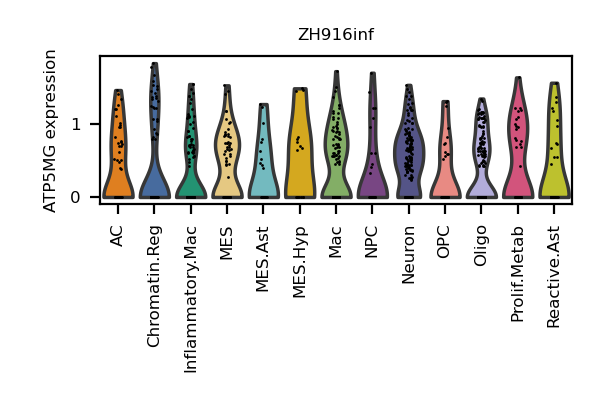 ZH916inf
ATP5MG expression
1
0
AC
Chromatin.Reg
Inflammatory.Mac
MES
MES.Ast
MES.Hyp
Mac
NPC
Neuron
OPC
Oligo
Prolif.Metab
Reactive.Ast